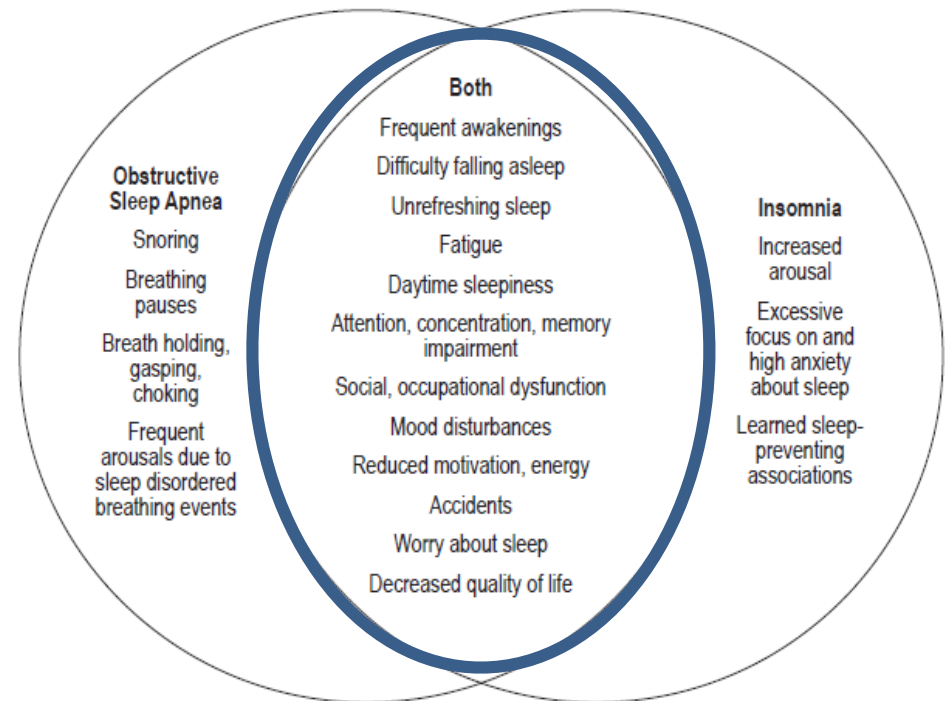 Obstructive
Sleep Apnea
Snoring
Breathing
pauses
Breath holding,
gasping,
choking
Frequent
arousals due to
sleep disordered
breathing events
Both
Frequent awakenings
Difficulty falling asleep
Unrefreshing sleep
Fatigue
Daytime sleepiness
Attention, concentration, memory
impairment
Social, occupational dysfunction
Mood disturbances
Reduced motivation, energy
Accidents
Worry about sleep
Decreased quality of life
Insomnia
Increased
arousal
Excessive
focus on and
high anxiety
about sleep
Learned sleep-
preventing
associations